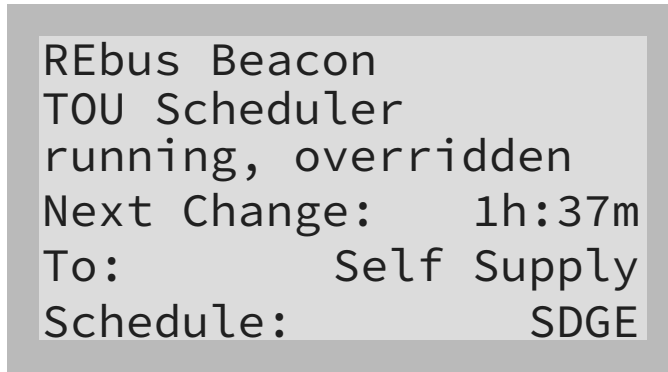 REbus Beacon
TOU Scheduler
running, overridden
Next Change: 1h:37m
To: Self Supply
Schedule: SDGE